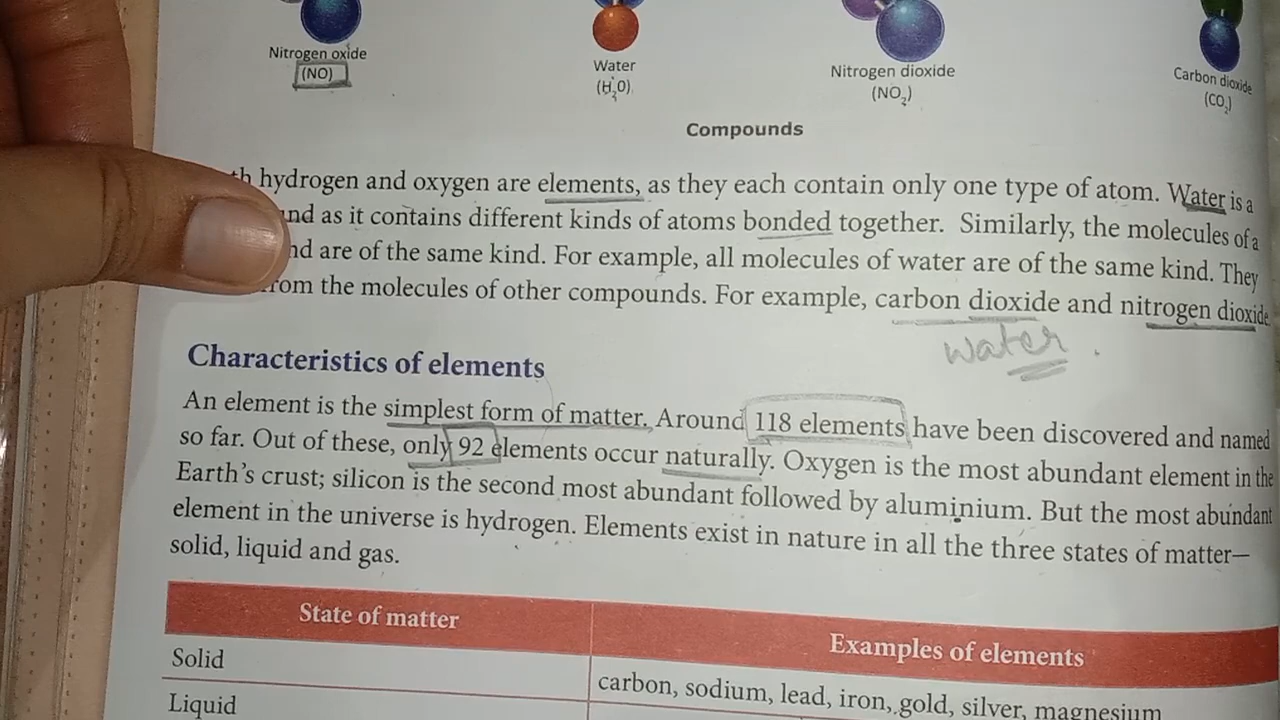 Nitrogen oxide
(NO)
Water
(H₂O)
Nitrogen dioxide
(NO₂)
Carbon dioxide
(CO₂)
Compounds
hydrogen and oxygen are elements, as they each contain only one type of atom. Water is a
as it contains different kinds of atoms bonded together. Similarly, the molecules of a
are of the same kind. For example, all molecules of water are of the same kind. They
the molecules of other compounds. For example, carbon dioxide and nitrogen dioxide
water
Characteristics of elements
An element is the simplest form of matter. Around 118 elements have been discovered and named
so far. Out of these, only 92 elements occur naturally. Oxygen is the most abundant element in the
Earth's crust; silicon is the second most abundant followed by aluminium. But the most abundant
element in the universe is hydrogen. Elements exist in nature in all the three states of matter—
solid, liquid and gas.
State of matter
Examples of elements
Solid
carbon, sodium, lead, iron, gold, silver, magnesium
Liquid